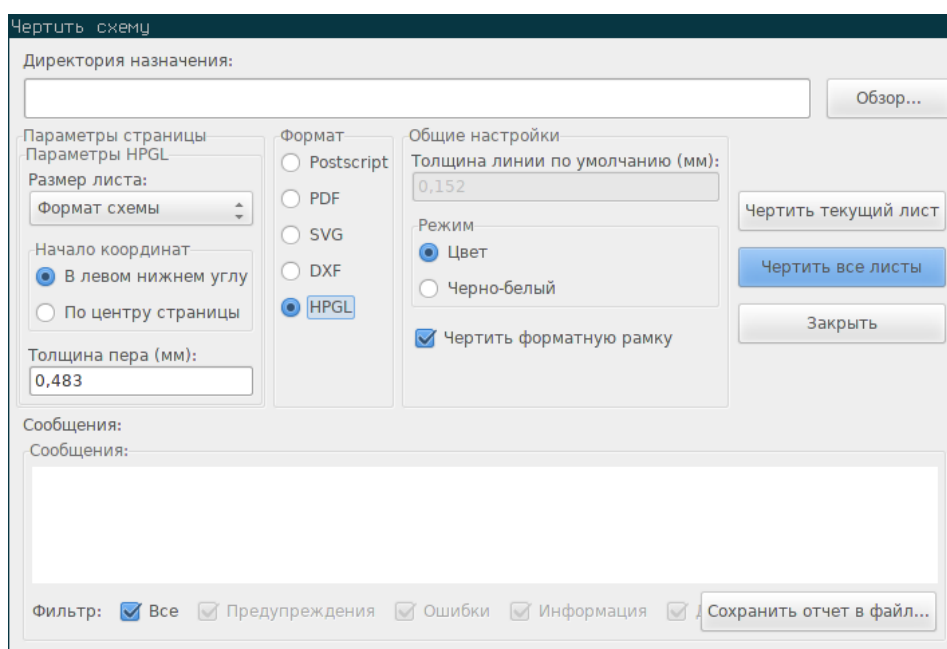 Чертить схему
Директория назначения:
Обзор...
Параметры страницы
Параметры HPGL
Размер листа:
Формат схемы
Начало координат
В левом нижнем углу
По центру страницы
Толщина пера (мм):
0,483
Формат
Postscript
PDF
SVG
DXF
HPGL
Общие настройки
Толщина линии по умолчанию (мм):
0,152
Режим
Цвет
Черно-белый
Чертить форматную рамку
Чертить текущий лист
Чертить все листы
Закрыть
Сообщения:
Сообщения:
Фильтр: Все Предупреждения Ошибки Информация Сохранить отчет в файл...